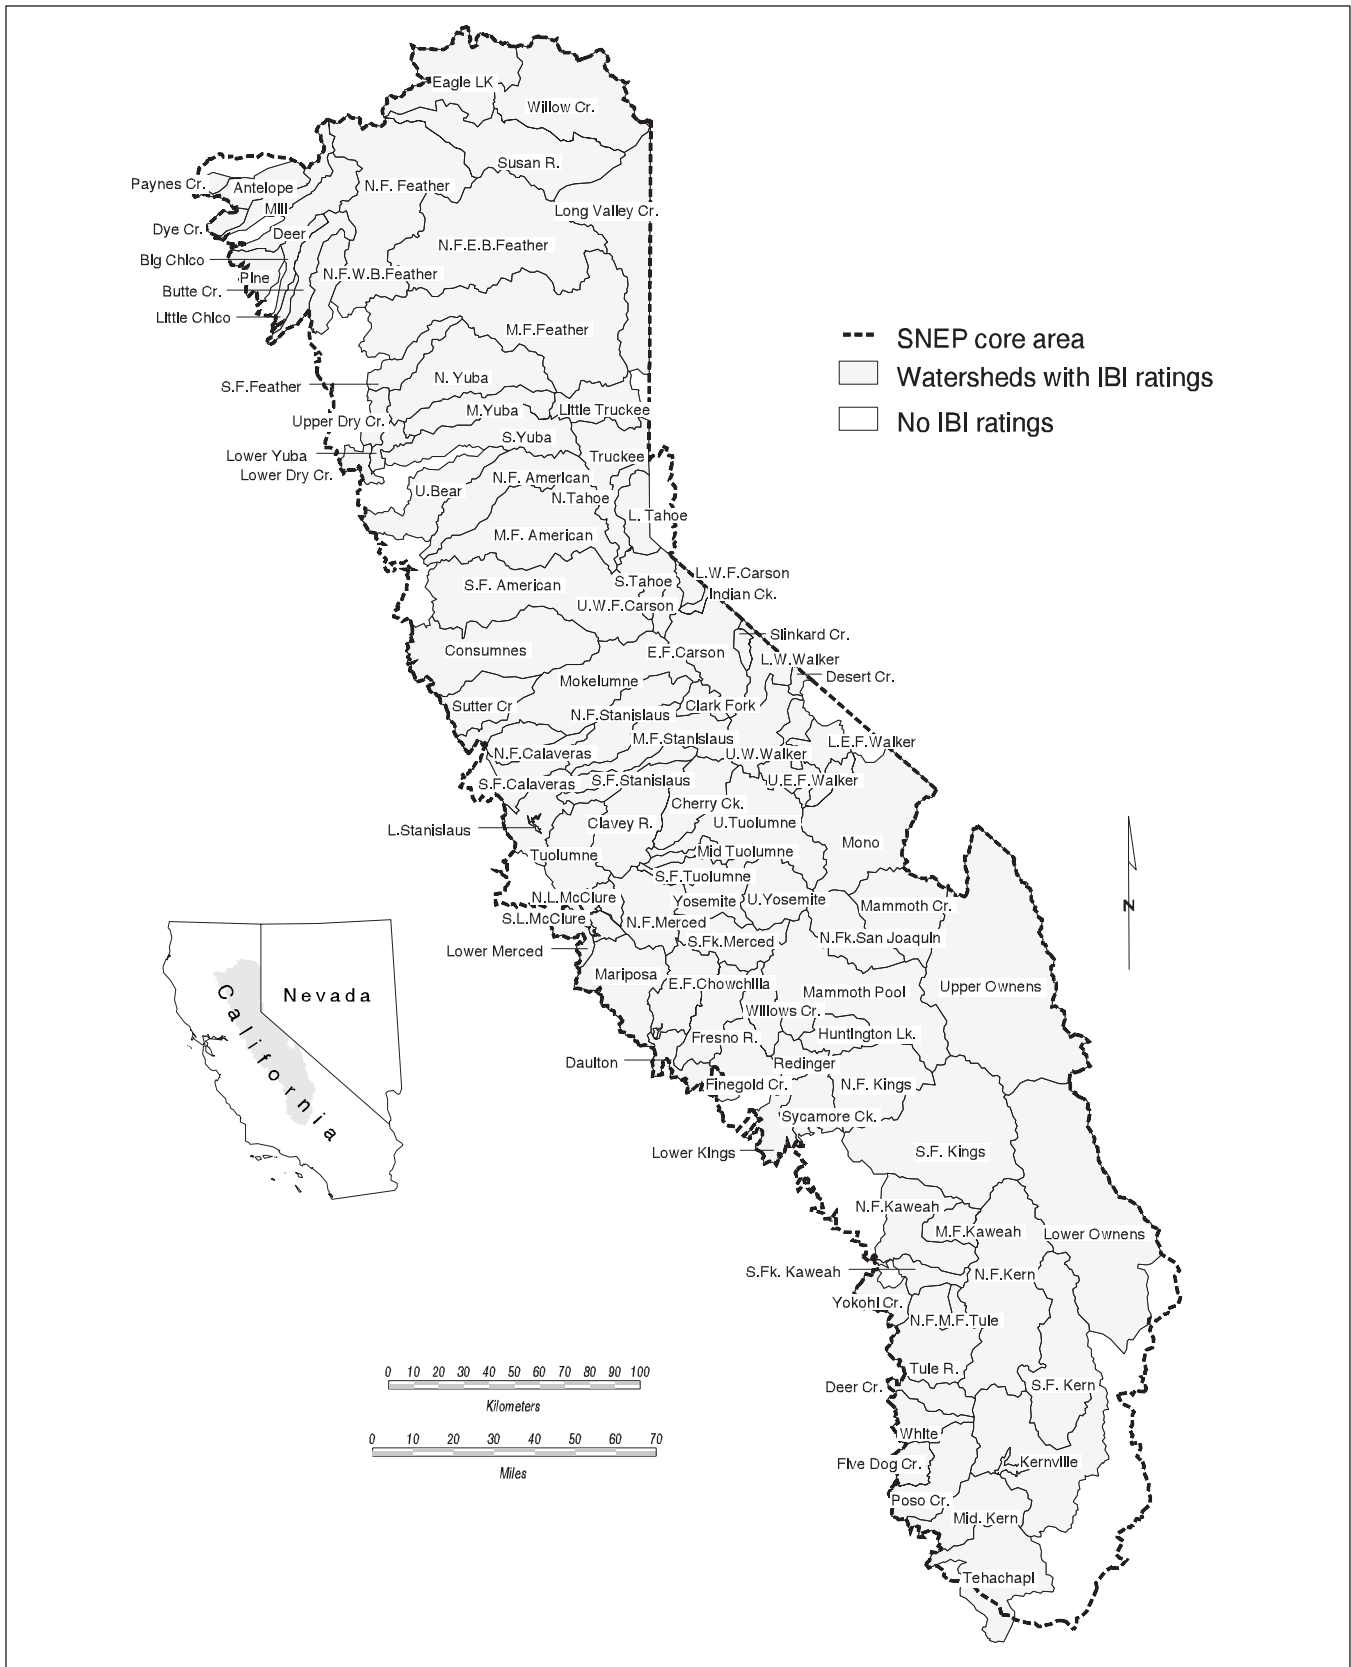 Eagle LK
Willow Cr.
Susan R.
Paynes Cr.
Antelope
N.F. Feather
Mill
Long Valley Cr.
Dye Cr.
Deer
N.F.E.B.Feather
Big Chico
Pine
N.F.W.B.Feather
Butte Cr.
Little Chico
M.F.Feather
SNEP core area
Watersheds with IBI ratings
No IBI ratings
S.F.Feather
N. Yuba
M.Yuba
Little Truckee
Upper Dry Cr.
S.Yuba
Lower Yuba
Truckee
Lower Dry Cr.
N.F. American
U.Bear
N.Tahoe
L. Tahoe
M.F. American
L.W.F.Carson
S.F. American
S.Tahoe
Indian Ck.
U.W.F.Carson
Slinkard Cr.
Consumnes
E.F.Carson
L.W.Walker
Desert Cr.
Mokelumne
Sutter Cr
Clark Fork
N.F.Stanislaus
M.F.Stanislaus
L.E.F.Walker
N.F.Calaveras
U.W.Walker
S.F.Calaveras
S.F.Stanislaus
U.E.F.Walker
Cherry Ck.
L.Stanislaus
Clavey R.
U.Tuolumne
Mono
Tuolumne
Mid Tuolumne
S.F.Tuolumne
N.L.McClure
Yosemite
U.Yosemite
Mammoth Cr.
S.L.McClure
N.F.Merced
S.Fk.Merced
N.Fk.San Joaquin
Lower Merced
Mariposa
E.F.Chowchilla
Mammoth Pool
Upper Ownens
Willows Cr.
Fresno R.
Huntington Lk.
Daulton
Redinger
Finegold Cr.
N.F. Kings
Sycamore Ck.
Lower Kings
S.F. Kings
N.F.Kaweah
M.F.Kaweah
Lower Ownens
S.Fk. Kaweah
N.F.Kern
Yokohl Cr.
N.F.M.F.Tule
Tule R.
Deer Cr.
S.F. Kern
White
Five Dog Cr.
Kernville
Poso Cr.
Mid. Kern
Tehachapi
N
Nevada
California
0 10 20 30 40 50 60 70 80 90 100
Kilometers
0 10 20 30 40 50 60 70
Miles